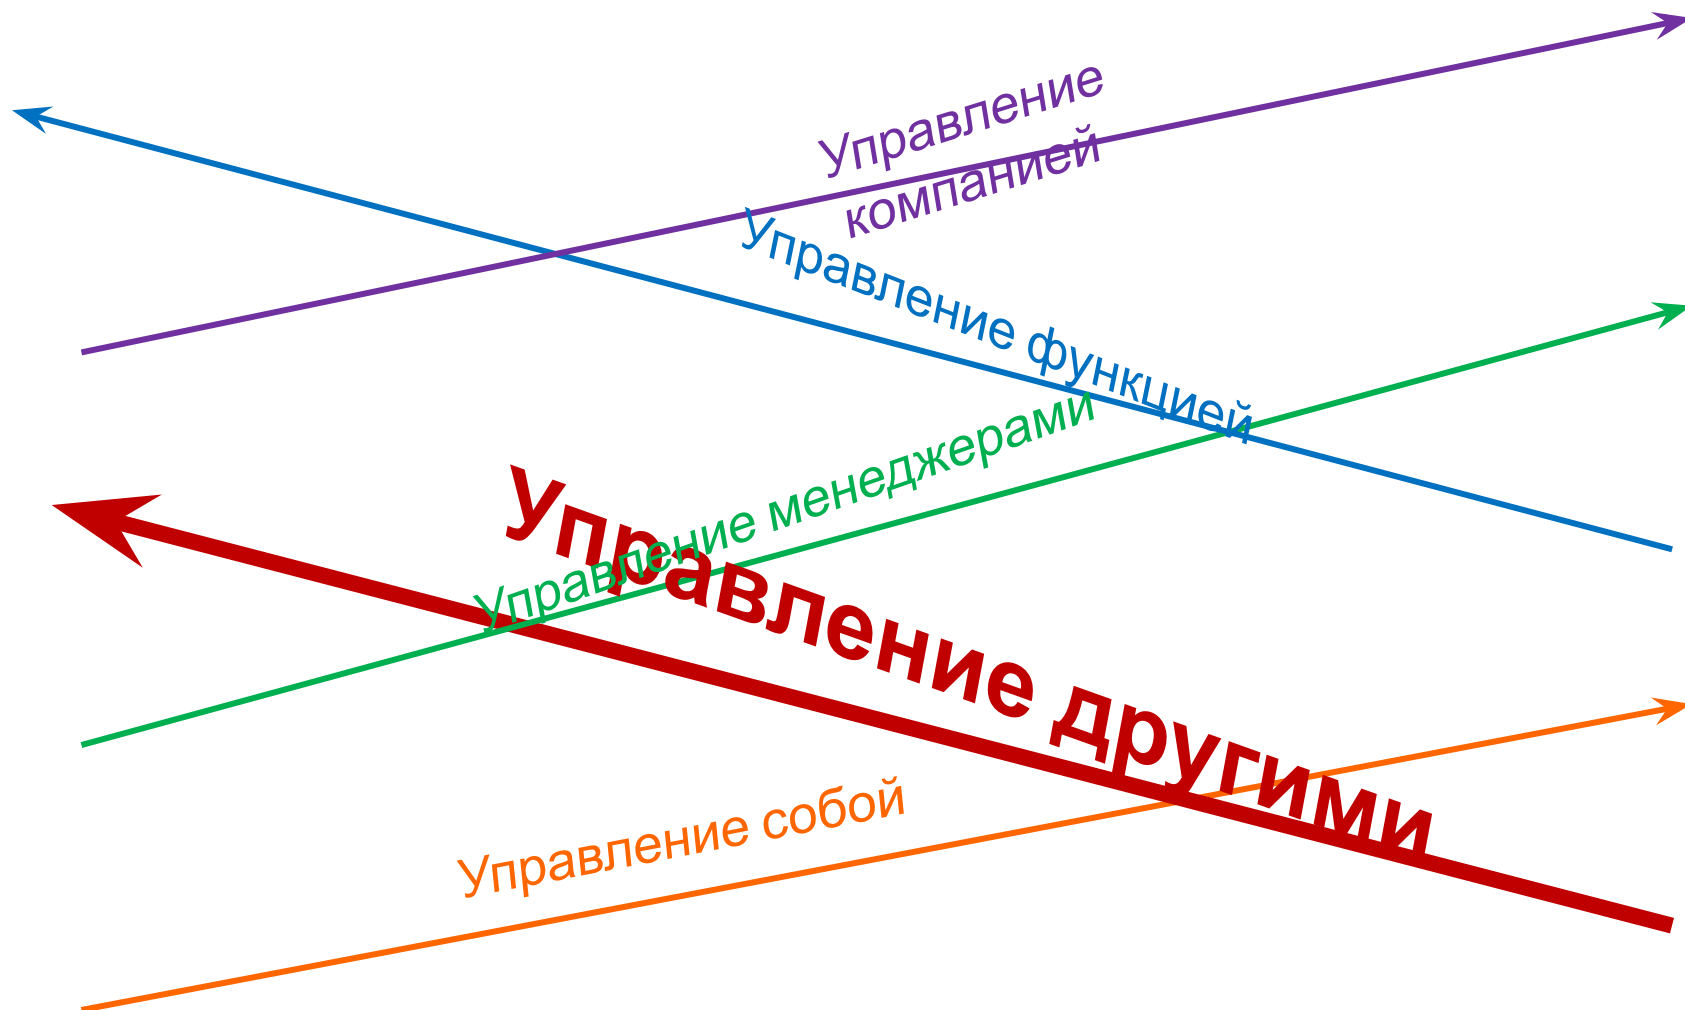 Управление
компанией
Управление функцией
Управление менеджерами
Управление другими
Управление собой